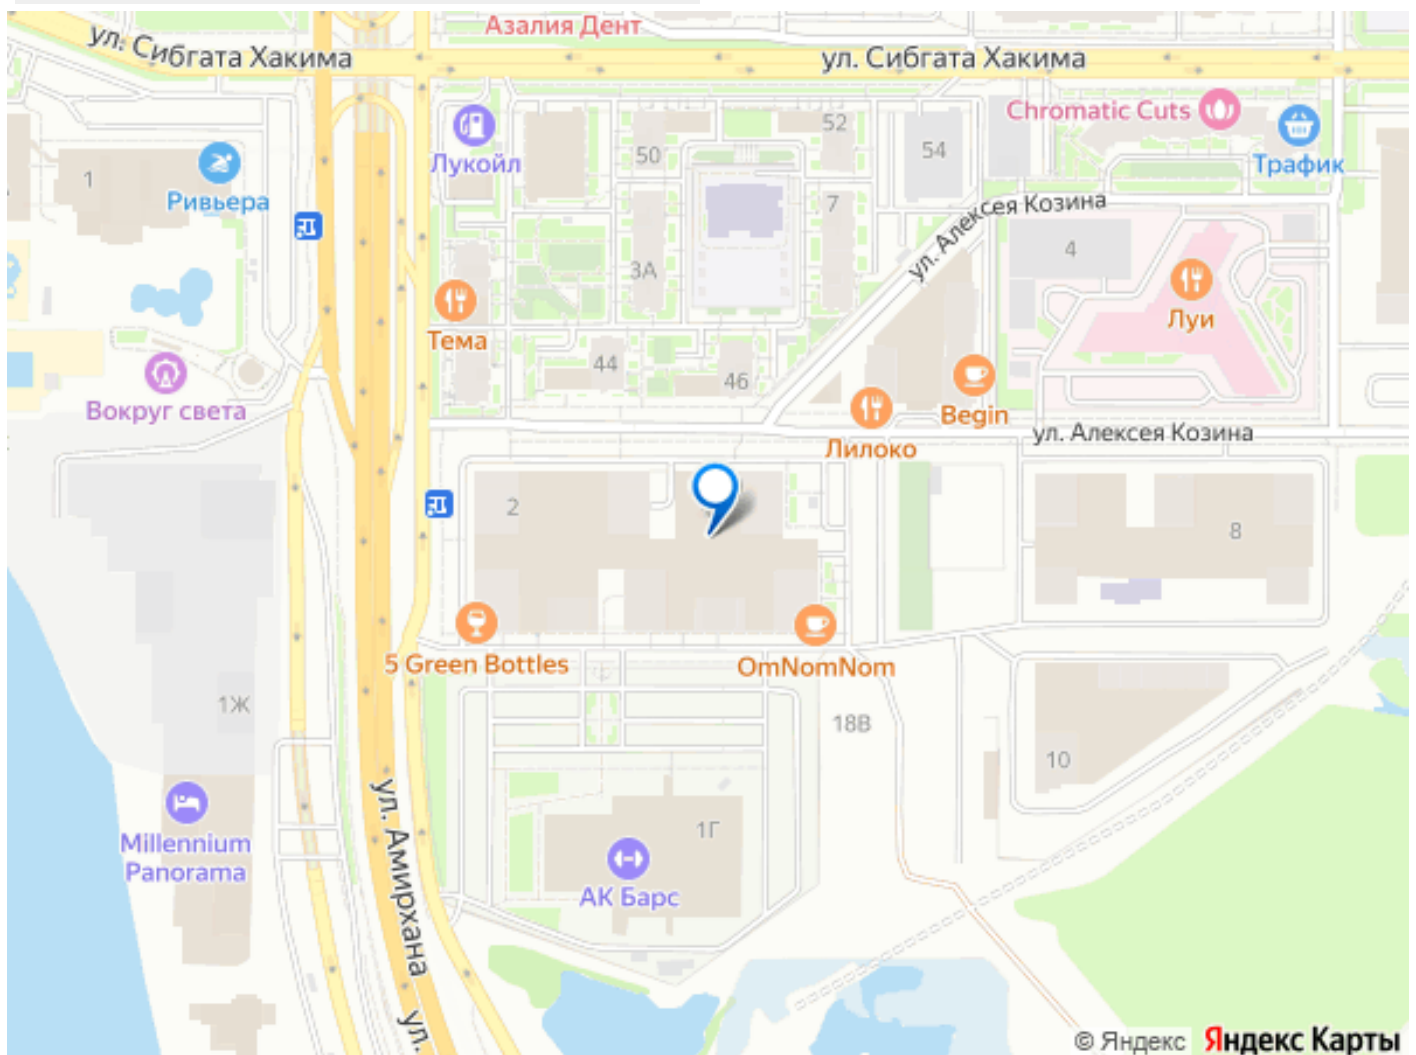 Азалия Дент
ул. Сибгата Хакима
ул. Сибгата Хакима
Chromatic Cuts
52
Лукойл
50
54
Трафик
1
Ривьера
7
ул. Алексея Козина
4
3А
Луи
Тема
44
46
Вокруг света
Begin
Лилоко
ул. Алексея Козина
2
8
5 Green Bottles
OmNomNom
1Ж
18В
10
ул. Амирхана
Millennium
Panorama
1Г
АК Барс
ул.
© Яндекс Яндекс Карты